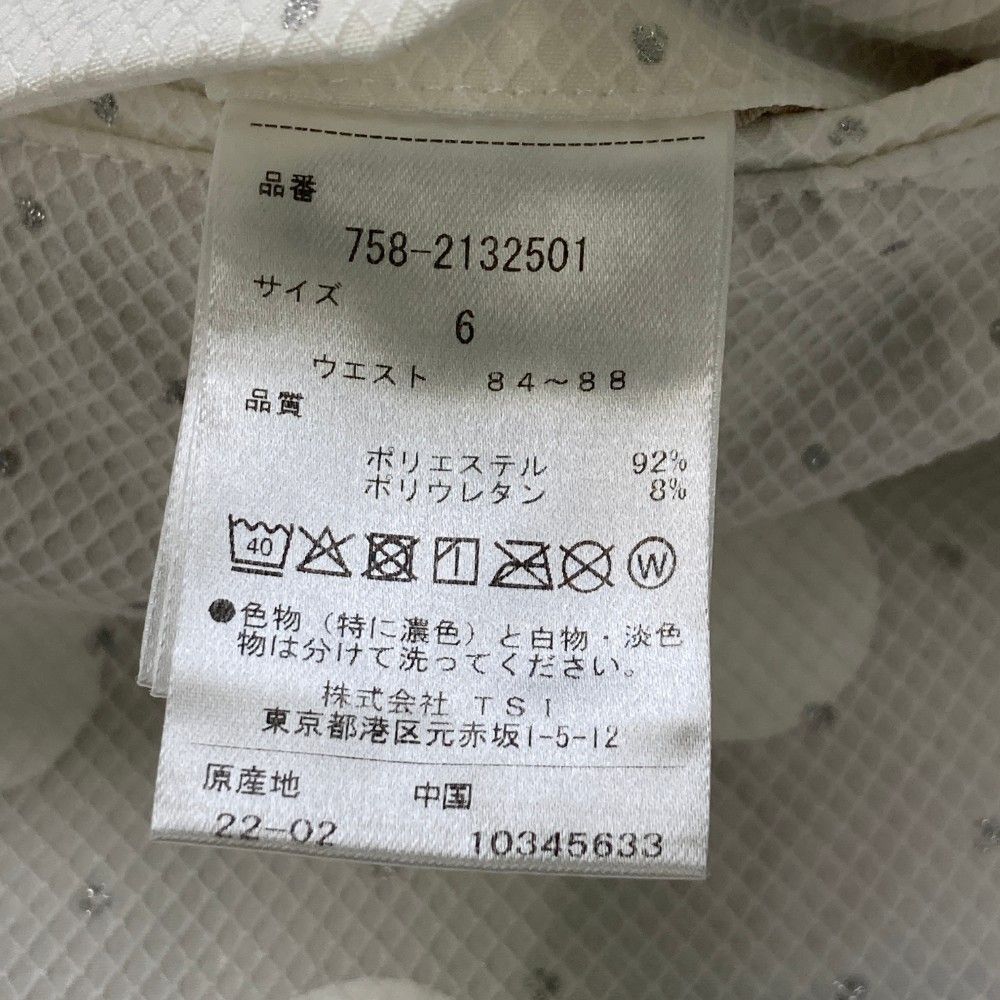 品番
758-2132501
サイズ
6
ウエスト 84~88
品質
ポリエステル 92%
ポリウレタン 8%
40 W
●色物(特に濃色)と白物・淡色
物は分けて洗ってください。
株式会社 TSI
東京都港区元赤坂1-5-12
原産地 中国
22-02 10345633